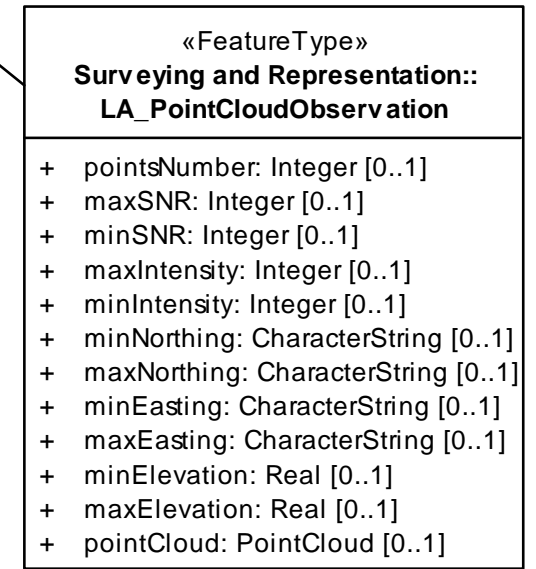 «FeatureType»
Surveying and Representation::
LA_PointCloudObservation
+ pointsNumber: Integer [0..1]
+ maxSNR: Integer [0..1]
+ minSNR: Integer [0..1]
+ maxIntensity: Integer [0..1]
+ minIntensity: Integer [0..1]
+ minNorthing: CharacterString [0..1]
+ maxNorthing: CharacterString [0..1]
+ minEasting: CharacterString [0..1]
+ maxEasting: CharacterString [0..1]
+ minElevation: Real [0..1]
+ maxElevation: Real [0..1]
+ pointCloud: PointCloud [0..1]